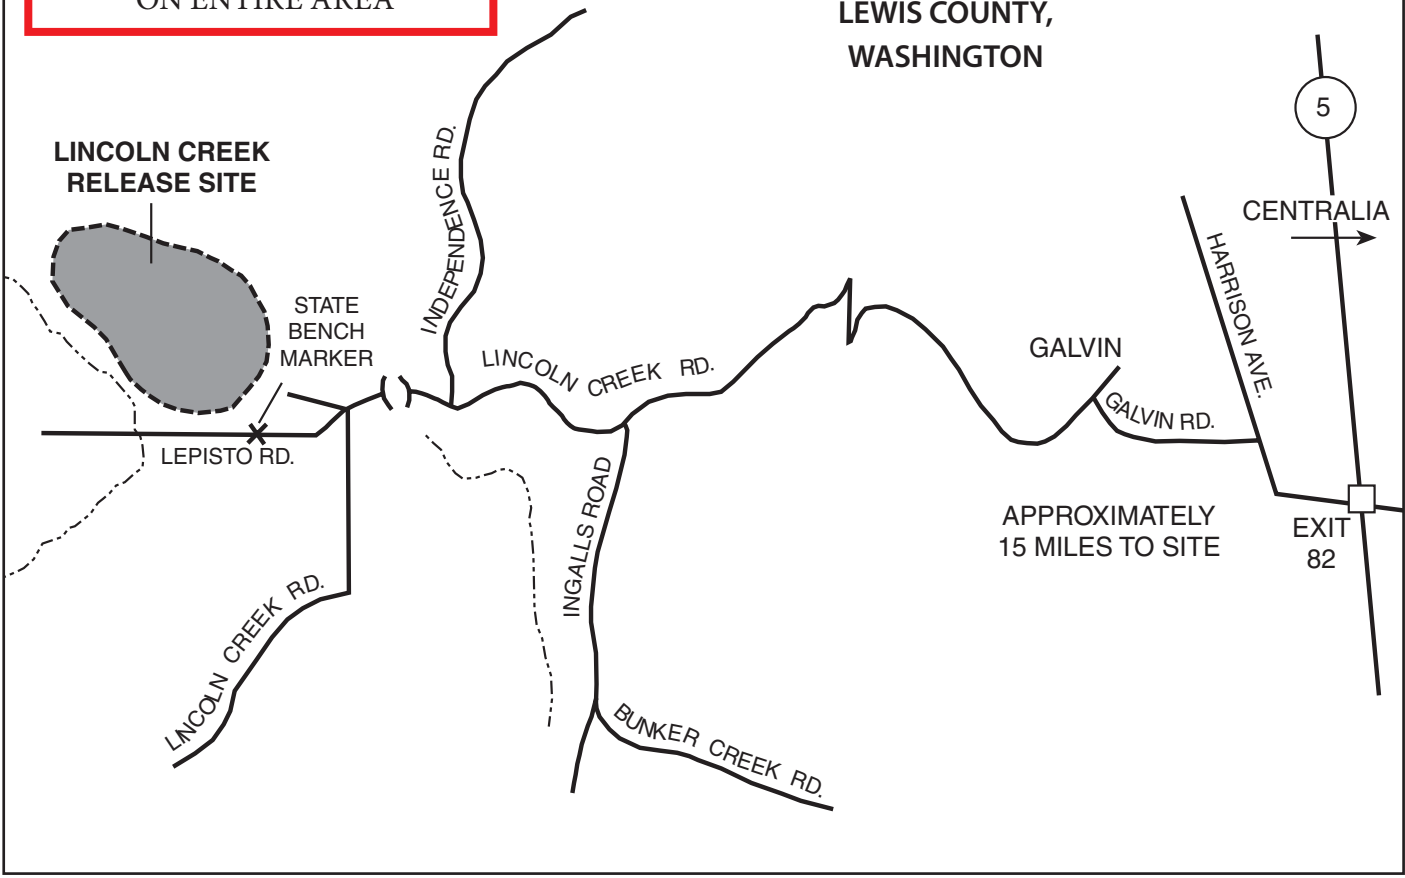 ON ENTIRE AREA
LEWIS COUNTY,
WASHINGTON
5
LINCOLN CREEK
RELEASE SITE
INDEPENDENCE RD.
CENTRALIA
HARRISON AVE.
STATE
BENCH
MARKER
LINCOLN CREEK RD.
GALVIN
GALVIN RD.
LEPISTO RD.
INGALLS ROAD
APPROXIMATELY
15 MILES TO SITE
EXIT
82
LINCOLN CREEK RD.
BUNKER CREEK RD.